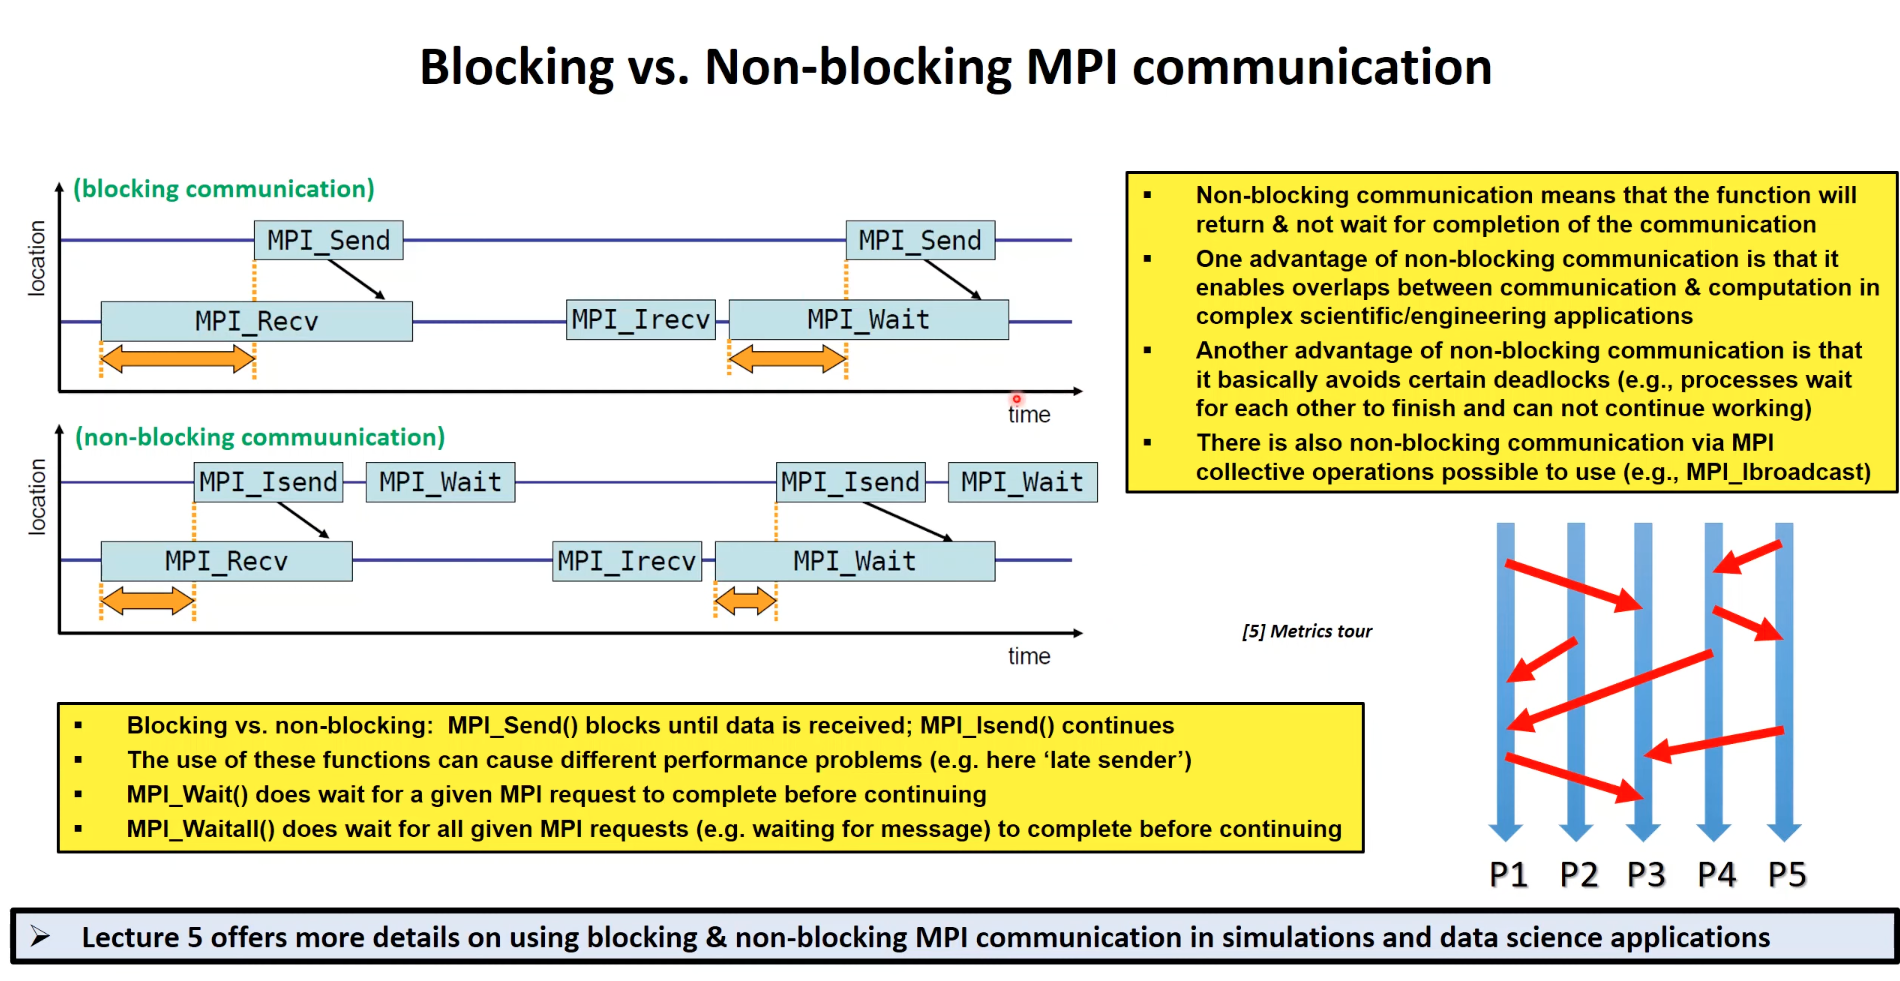 Blocking vs. Non-blocking MPI communication
(blocking communication)
location
MPI_Send
MPI_Send
MPI_Recv
MPI_Irecv
MPI_Wait
time
(non-blocking commuunication)
location
MPI_Isend
MPI_Wait
MPI_Isend
MPI_Wait
MPI_Recv
MPI_Irecv
MPI_Wait
time
▪ Non-blocking communication means that the function will
return & not wait for completion of the communication
▪ One advantage of non-blocking communication is that it
enables overlaps between communication & computation in
complex scientific/engineering applications
▪ Another advantage of non-blocking communication is that
it basically avoids certain deadlocks (e.g., processes wait
for each other to finish and can not continue working)
▪ There is also non-blocking communication via MPI
collective operations possible to use (e.g., MPI_Ibroadcast)
[5] Metrics tour
P1 P2 P3 P4 P5
▪ Blocking vs. non-blocking: MPI_Send() blocks until data is received; MPI_Isend() continues
▪ The use of these functions can cause different performance problems (e.g. here ‘late sender’)
▪ MPI_Wait() does wait for a given MPI request to complete before continuing
▪ MPI_Waitall() does wait for all given MPI requests (e.g. waiting for message) to complete before continuing
➢ Lecture 5 offers more details on using blocking & non-blocking MPI communication in simulations and data science applications